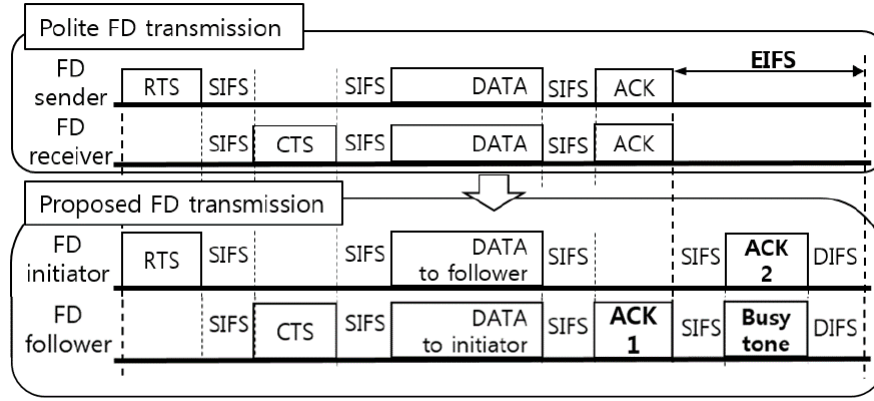 Polite FD transmission
EIFS
FD
sender
RTS SIFS SIFS DATA SIFS ACK
FD
receiver
SIFS CTS SIFS DATA SIFS ACK
Proposed FD transmission
FD
initiator
RTS SIFS SIFS DATA
to follower SIFS SIFS ACK
2 DIFS
FD
follower
SIFS CTS SIFS DATA
to initiator SIFS ACK
1 SIFS Busy
tone DIFS